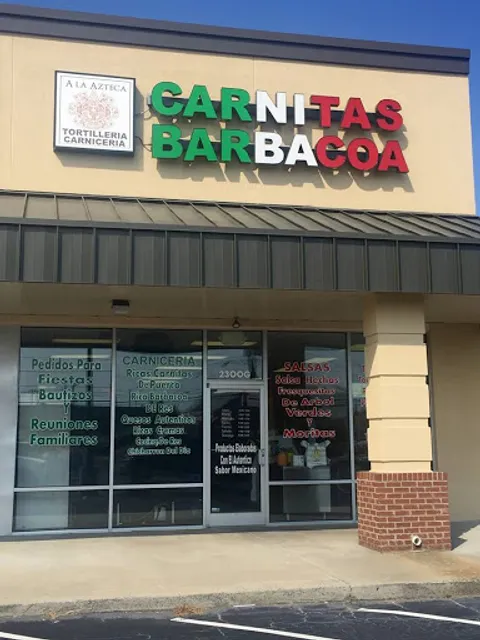 A LA AZTECA
TORTILLERIA
CARNICERIA
CARNITAS
BARBACOA
Pedidos Para
Fiestas
Bautizos
Y
Reuniones
Familiares
CARNICERIA
Ricas Carnitas
De Puerco
Rica Barbacoa
DE Res
Quesos Autenticos
Ricas Cremas
Cecina De Res
Chicharron Del Dia
2300G
Productos Elaborados
Con El Autentico
Sabor Mexicano
SALSAS
Salsa Hechas
Fresquesitas
De Arbol
Verdes
Y
Moritas